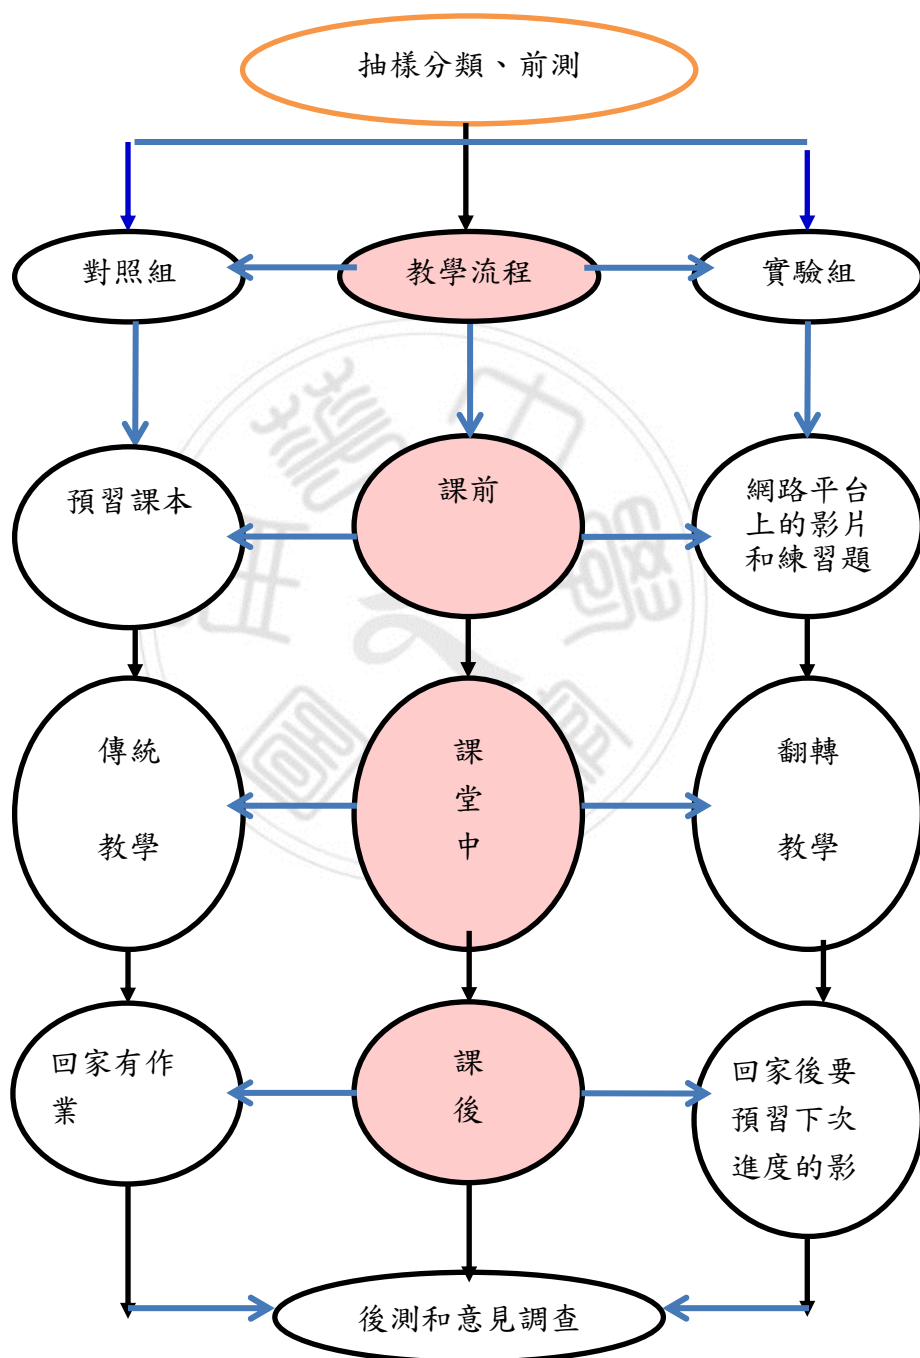 抽樣分類、前測
對照組
教學流程
實驗組
預習課本
課前
網路平台
上的影片
和練習題
傳統
教學
課
堂
中
翻轉
教學
回家有作
業
課
後
回家後要
預習下次
進度的影
後測和意見調查